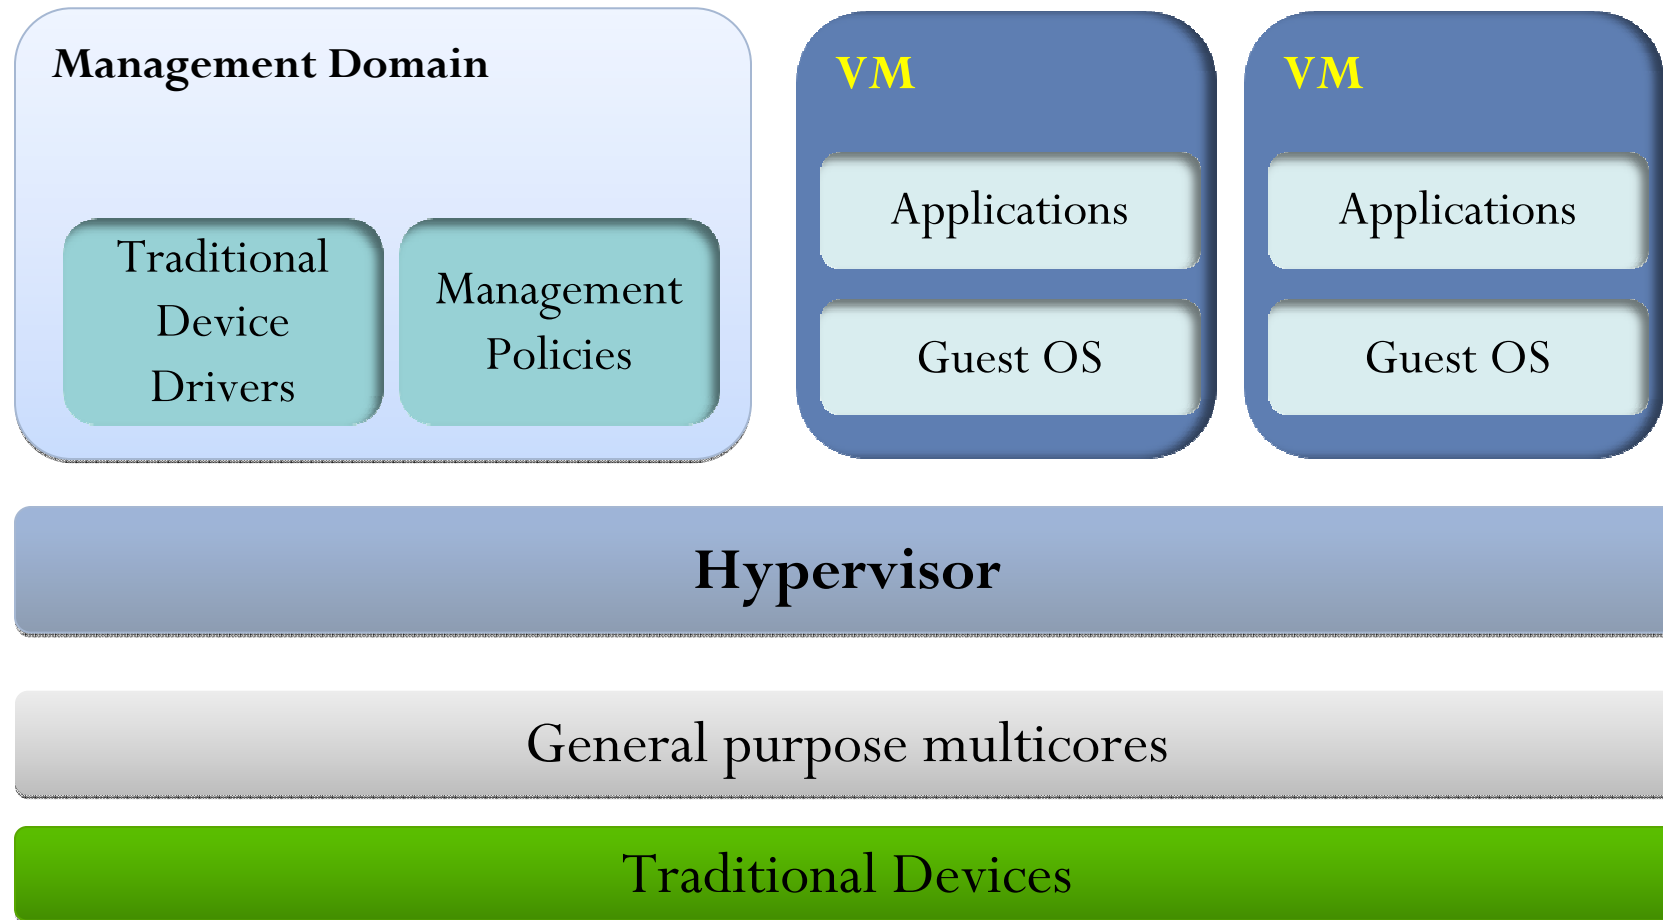 Management Domain
Traditional
Device
Drivers
Management
Policies
VM
Applications
Guest OS
VM
Applications
Guest OS
Hypervisor
General purpose multicores
Traditional Devices